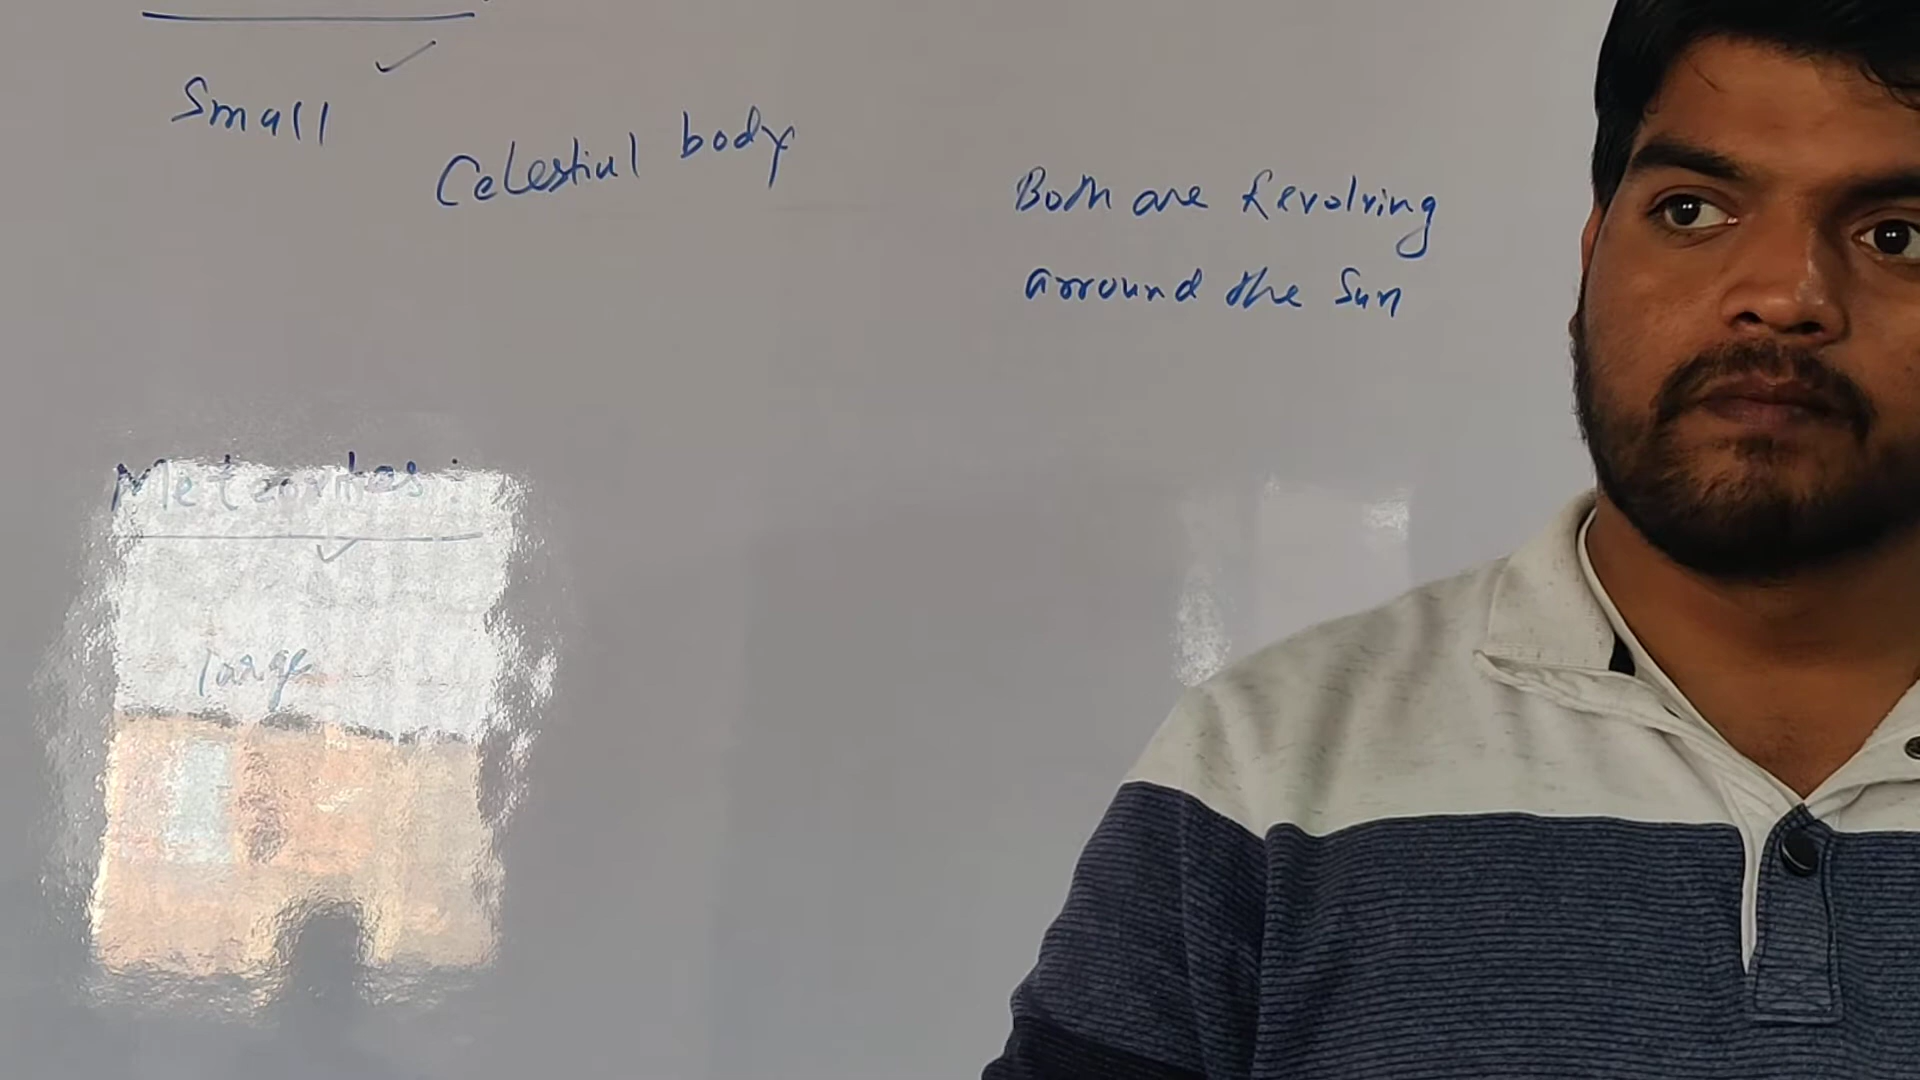 Small
Celestial body
Both are Revolving
arround the Sun
Meteorites:
large